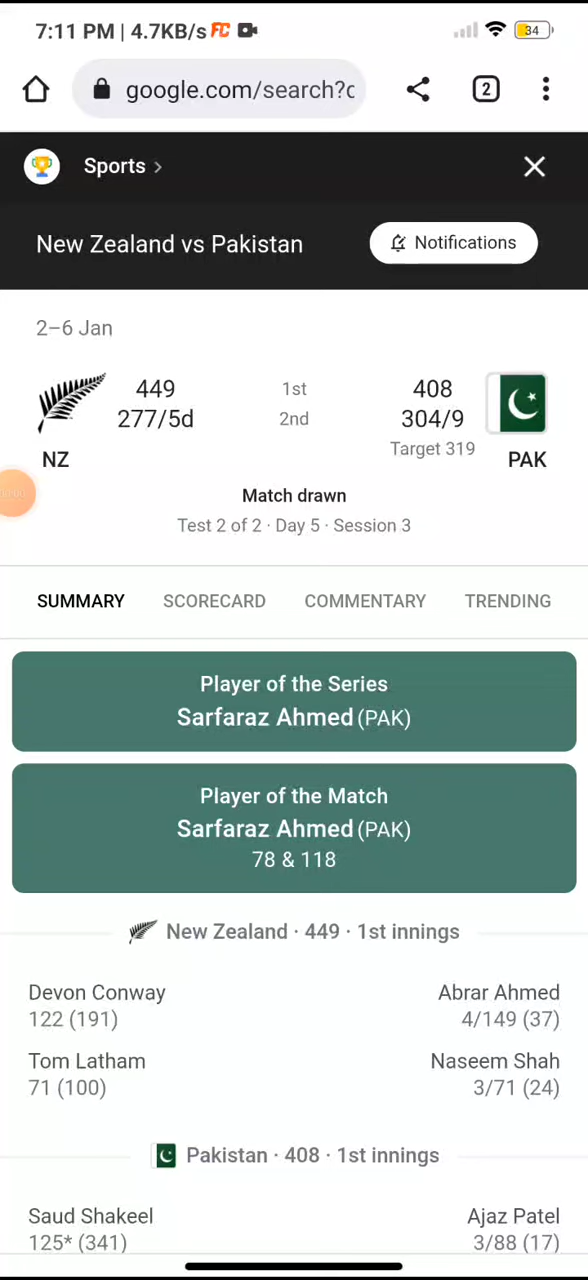 7:11 PM | 4.7KB/s FC 34
google.com/search?c 2
Sports >
New Zealand vs Pakistan Notifications
2–6 Jan
449 1st 408
277/5d 2nd 304/9
Target 319
NZ PAK
Match drawn
Test 2 of 2 · Day 5 · Session 3
SUMMARY SCORECARD COMMENTARY TRENDING
Player of the Series
Sarfaraz Ahmed (PAK)
Player of the Match
Sarfaraz Ahmed (PAK)
78 & 118
New Zealand · 449 · 1st innings
Devon Conway Abrar Ahmed
122 (191) 4/149 (37)
Tom Latham Naseem Shah
71 (100) 3/71 (24)
Pakistan · 408 · 1st innings
Saud Shakeel Ajaz Patel
125* (341) 3/88 (17)